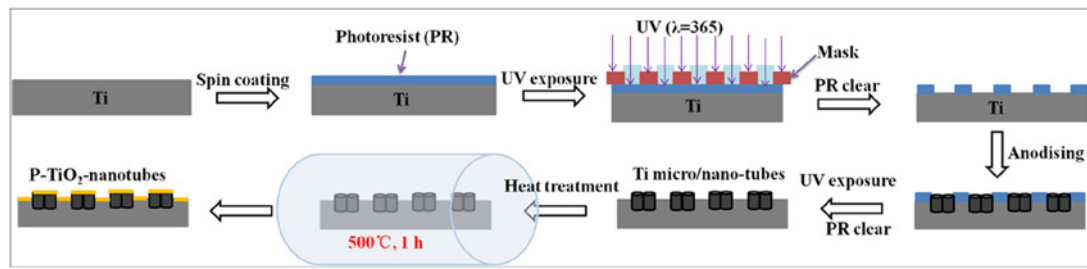 Ti
Spin coating
Photoresist (PR)
Ti
UV exposure
UV (λ=365)
Mask
Ti
PR clear
Ti
Anodising
UV exposure
PR clear
Ti micro/nano-tubes
Heat treatment
500℃, 1 h
P-TiO₂-nanotubes